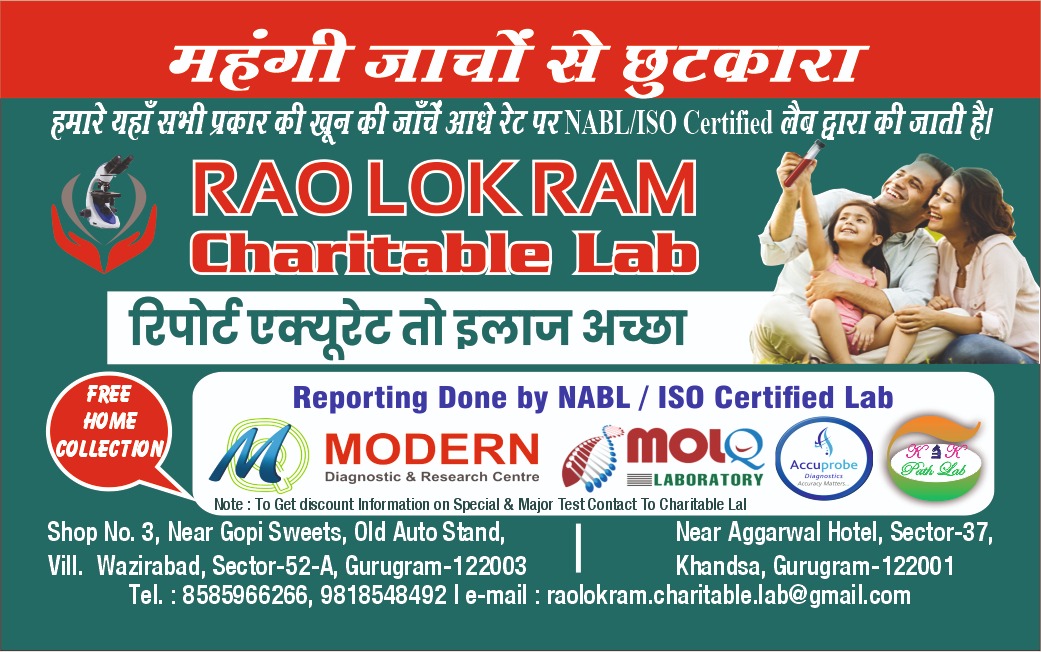 महंगी जाचों से छुटकारा
हमारे यहाँ सभी प्रकार की खून की जाँचें आधे रेट पर NABL/ISO Certified लैब द्वारा की जाती है।
RAO LOK RAM
Charitable Lab
रिपोर्ट एक्यूरेट तो इलाज अच्छा
FREE
HOME
COLLECTION
Reporting Done by NABL / ISO Certified Lab
MODERN
Diagnostic & Research Centre
MOLQ
LABORATORY
Accuprobe
Diagnostics
Accuracy Matters...
K K
Path Lab
Note : To Get discount Information on Special & Major Test Contact To Charitable Lal
Shop No. 3, Near Gopi Sweets, Old Auto Stand,
Vill. Wazirabad, Sector-52-A, Gurugram-122003
Near Aggarwal Hotel, Sector-37,
Khandsa, Gurugram-122001
Tel. : 8585966266, 9818548492 | e-mail : raolokram.charitable.lab@gmail.com